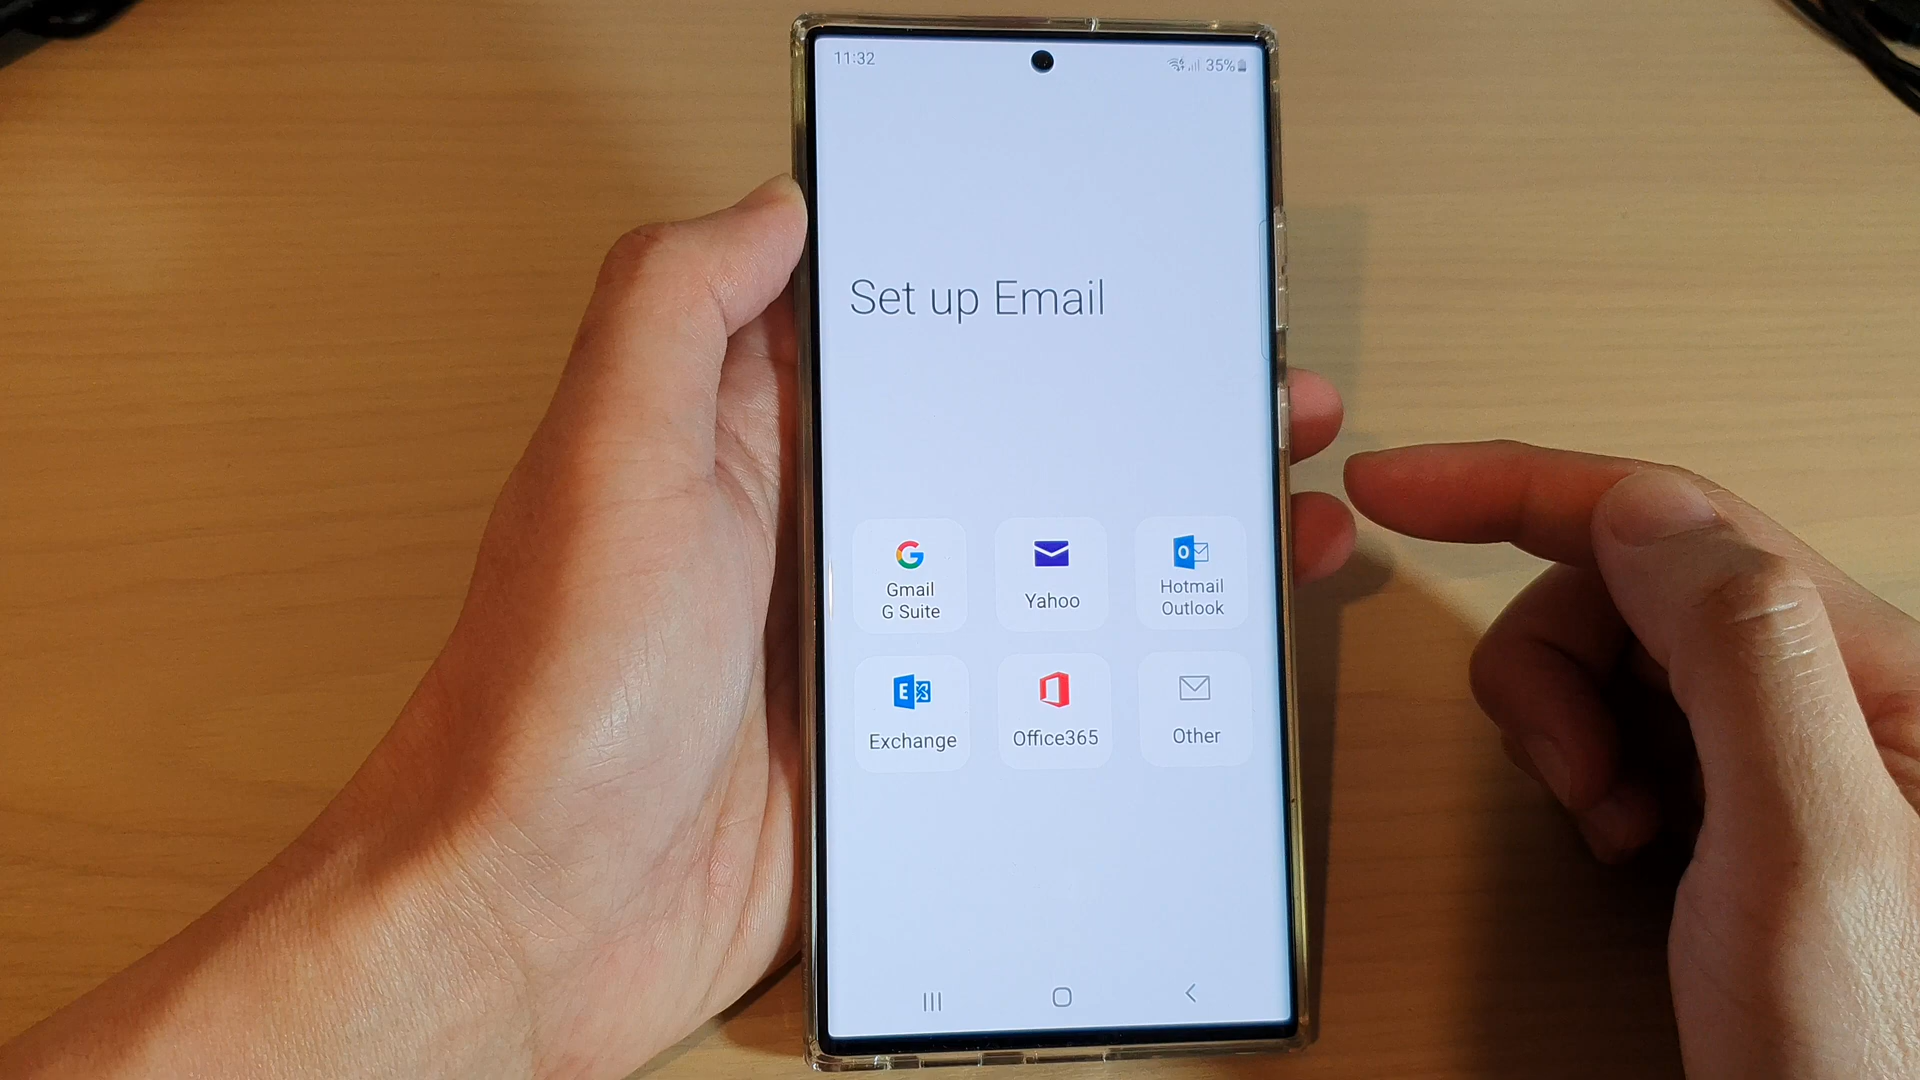 11:32
35%
Set up Email
Gmail
G Suite
Yahoo
Hotmail
Outlook
Exchange
Office365
Other